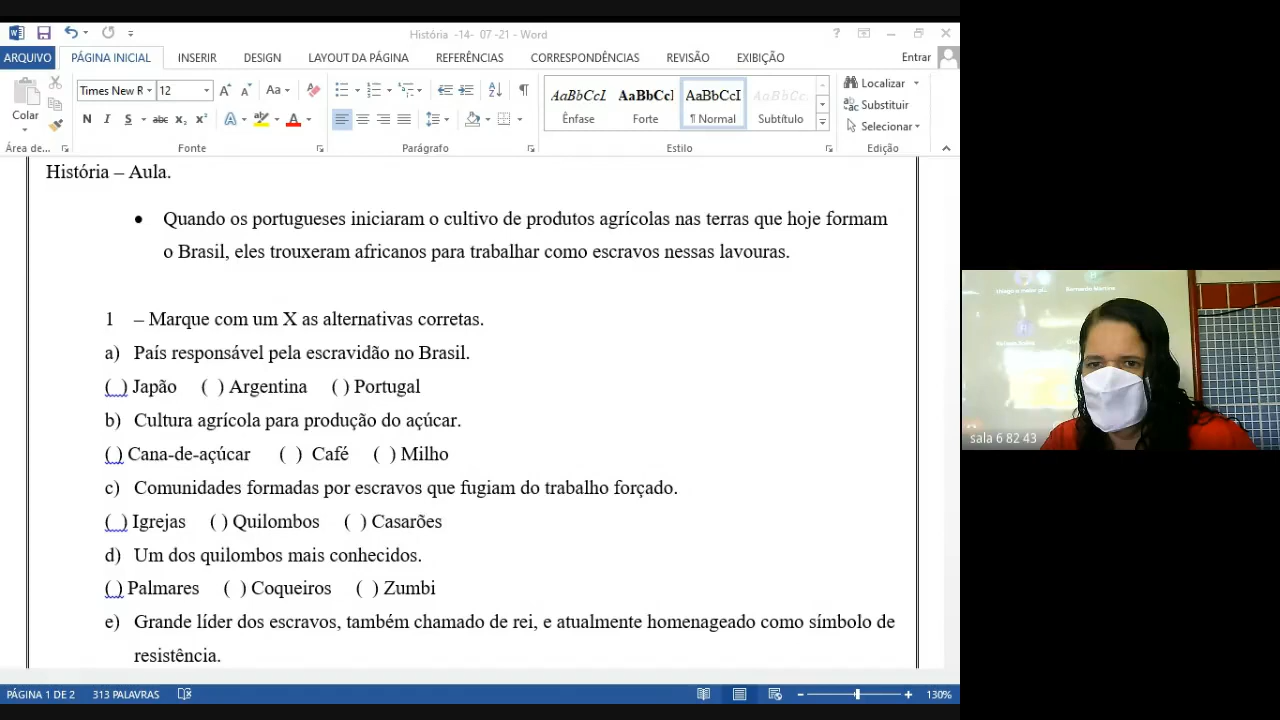 História -14- 07 -21 - Word
ARQUIVO PÁGINA INICIAL INSERIR DESIGN LAYOUT DA PÁGINA REFERÊNCIAS CORRESPONDÊNCIAS REVISÃO EXIBIÇÃO Entrar
Times New R 12 Aa
Colar
N I S abc x² x² A A
AaBbCcI AaBbCcI AaBbCcI AaBbCc
Ênfase Forte ¶ Normal Subtítulo
Localizar
Substituir
Selecionar
Área de... Fonte Parágrafo Estilo Edição
História – Aula.
• Quando os portugueses iniciaram o cultivo de produtos agrícolas nas terras que hoje formam
o Brasil, eles trouxeram africanos para trabalhar como escravos nessas lavouras.
1 – Marque com um X as alternativas corretas.
a) País responsável pela escravidão no Brasil.
( ) Japão ( ) Argentina ( ) Portugal
b) Cultura agrícola para produção do açúcar.
( ) Cana-de-açúcar ( ) Café ( ) Milho
c) Comunidades formadas por escravos que fugiam do trabalho forçado.
( ) Igrejas ( ) Quilombos ( ) Casarões
d) Um dos quilombos mais conhecidos.
( ) Palmares ( ) Coqueiros ( ) Zumbi
e) Grande líder dos escravos, também chamado de rei, e atualmente homenageado como símbolo de
resistência.
PÁGINA 1 DE 2 313 PALAVRAS 130%
sala 6 82 43